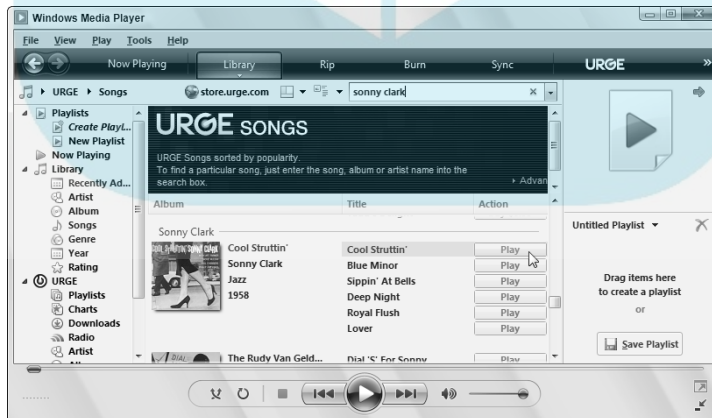 Windows Media Player
File View Play Tools Help
Now Playing Library Rip Burn Sync URGE »
URGE Songs store.urge.com sonny clark
Playlists
Create Playl...
New Playlist
Now Playing
Library
Recently Ad...
Artist
Album
Songs
Genre
Year
Rating
URGE
Playlists
Charts
Downloads
Radio
Artist
URGE SONGS
URGE Songs sorted by popularity.
To find a particular song, just enter the song, album or artist name into the
search box.
Advan
Album Title Action
Sonny Clark
Cool Struttin'
Sonny Clark
Jazz
1958
Cool Struttin' Play
Blue Minor Play
Sippin' At Bells Play
Deep Night Play
Royal Flush Play
Lover Play
The Rudy Van Geld... Dial 'S' For Sonny Play
Untitled Playlist
Drag items here
to create a playlist
or
Save Playlist